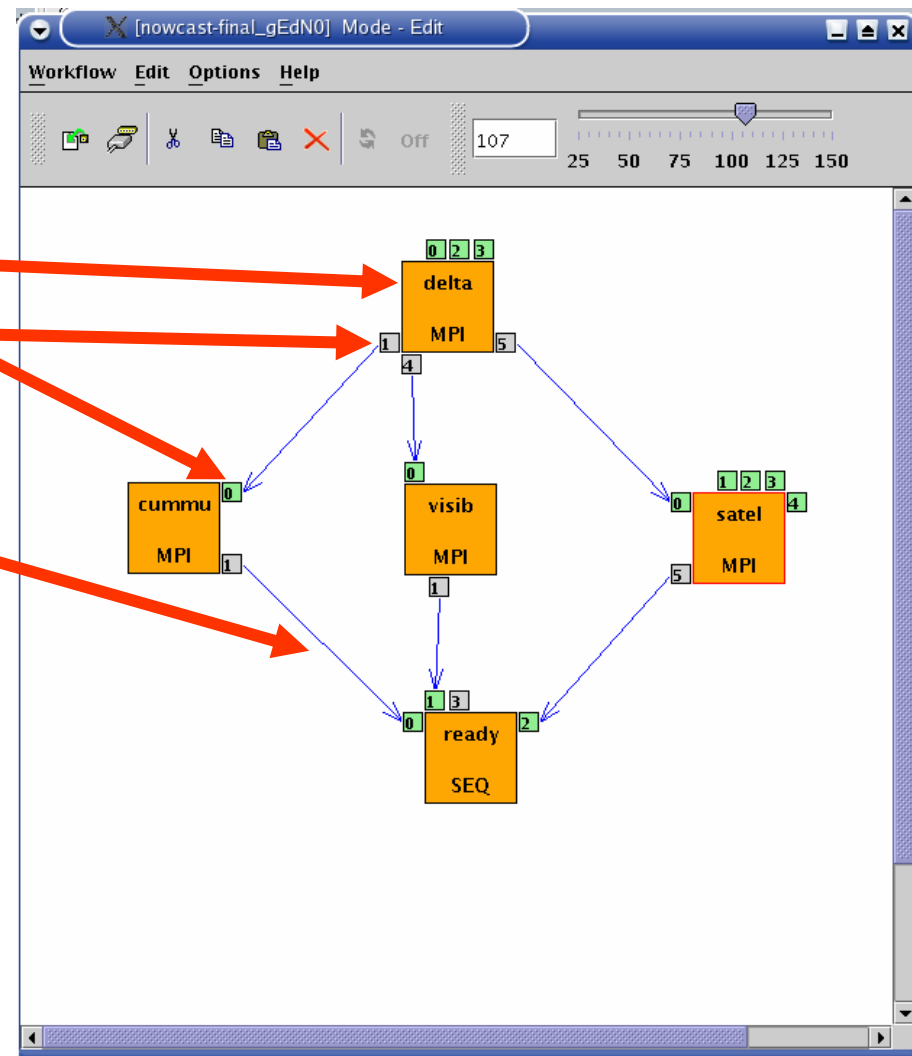 [nowcast-final_gEdN0] Mode - Edit
Workflow Edit Options Help
Off 107
25 50 75 100 125 150
0 2 3
delta
MPI
1 5
4
0
cummu
MPI
1
0
visib
MPI
1
1 2 3
0 4
satel
MPI
5
1 3
0 2
ready
SEQ